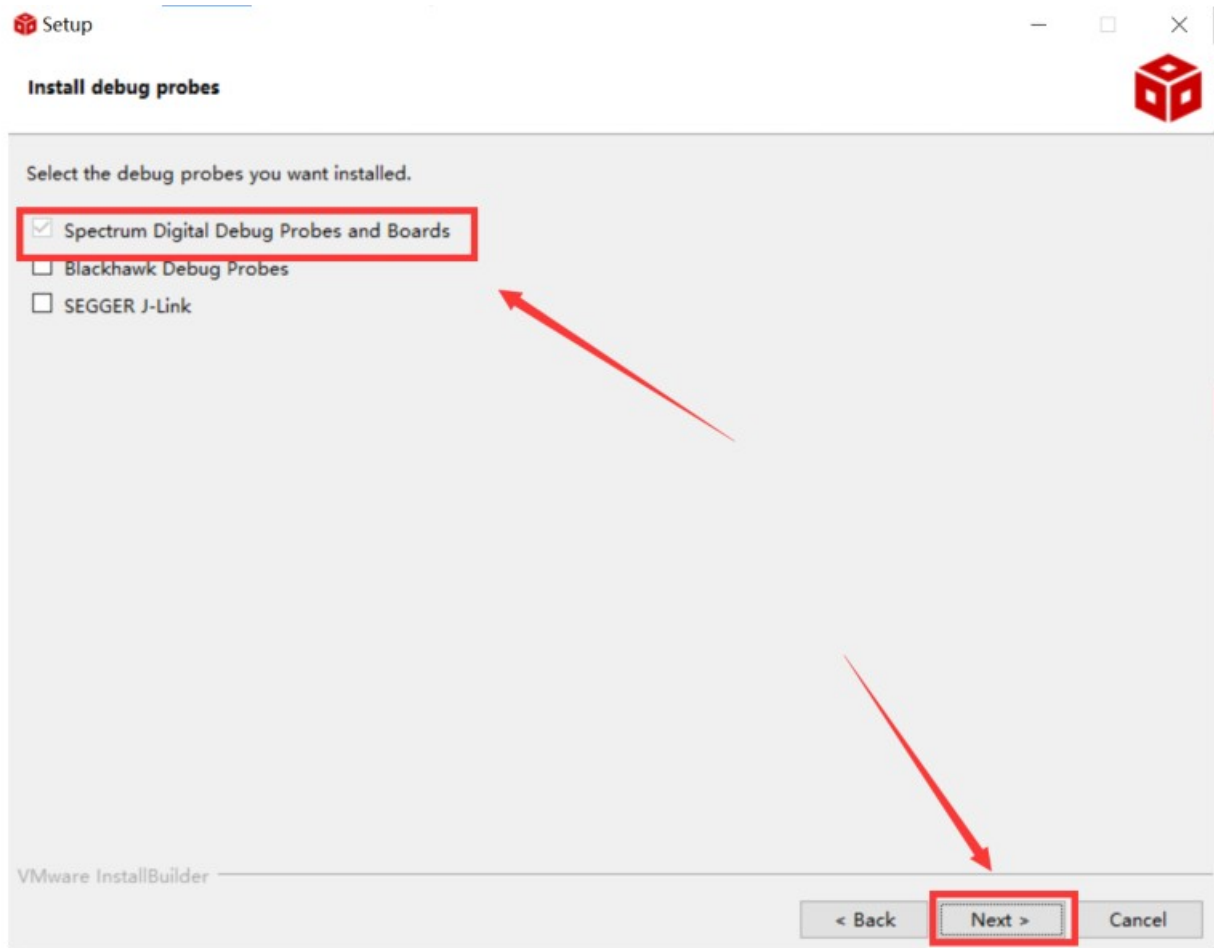 Setup
Install debug probes
Select the debug probes you want installed.
Spectrum Digital Debug Probes and Boards
Blackhawk Debug Probes
SEGGER J-Link
VMware InstallBuilder
< Back
Next >
Cancel